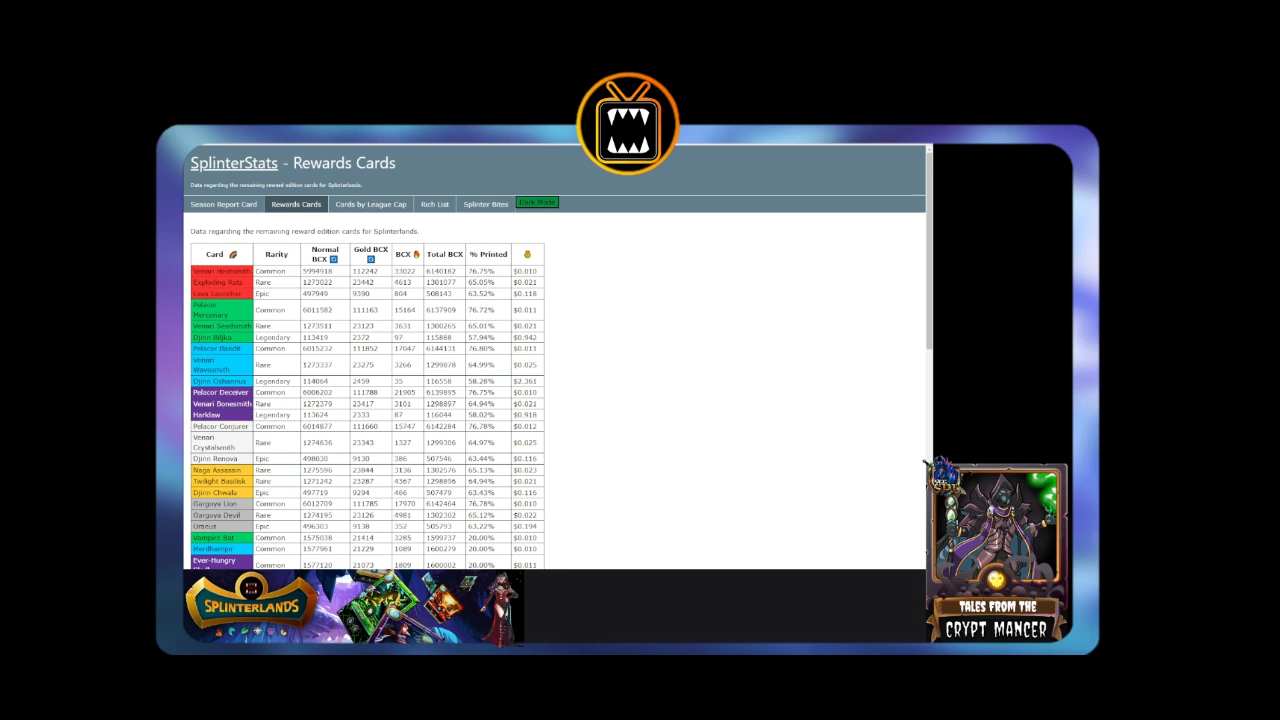 SplinterStats - Rewards Cards
Data regarding the remaining reward edition cards for Splinterlands.
Season Report Card Rewards Cards Cards by League Cap Rich List Splinter Bites Dark Mode
Data regarding the remaining reward edition cards for Splinterlands.
Card Rarity Normal BCX Gold BCX BCX Total BCX % Printed
Venari Heatsmith Common 5994918 112242 33022 6140182 76.75% $0.010
Exploding Rats Rare 1273022 23442 4613 1301077 65.05% $0.021
Lava Launcher Epic 497949 9390 804 508143 63.52% $0.118
Pelacor Mercenary Common 6011582 111163 15164 6137909 76.72% $0.011
Venari Seedsmith Rare 1273511 23123 3631 1300265 65.01% $0.021
Djinn Biljka Legendary 113419 2372 97 115888 57.94% $0.942
Pelacor Bandit Common 6015232 111852 17047 6144131 76.80% $0.011
Venari Wavesmith Rare 1273337 23275 3266 1299878 64.99% $0.025
Djinn Oshannus Legendary 114064 2459 35 116558 58.28% $2.361
Pelacor Deceiver Common 6006202 111788 21905 6139895 76.75% $0.010
Venari Bonesmith Rare 1272379 23417 3101 1298897 64.94% $0.021
Harklaw Legendary 113624 2333 87 116044 58.02% $0.918
Pelacor Conjurer Common 6014877 111660 15747 6142284 76.78% $0.012
Venari Crystalsmith Rare 1274636 23343 1327 1299306 64.97% $0.025
Djinn Renova Epic 498030 9130 386 507546 63.44% $0.116
Naga Assassin Rare 1275596 23844 3136 1302576 65.13% $0.023
Twilight Basilisk Rare 1271242 23287 4367 1298896 64.94% $0.021
Djinn Chwala Epic 497719 9294 466 507479 63.43% $0.116
Gargoya Lion Common 6012709 111785 17970 6142464 76.78% $0.010
Gargoya Devil Rare 1274195 23126 4981 1302302 65.12% $0.022
Uraeus Epic 496303 9138 352 505793 63.22% $0.194
Vampire Bat Common 1575038 21414 3285 1599737 20.00% $0.010
Merdhampir Common 1577961 21229 1089 1600279 20.00% $0.010
Ever-Hungry Common 1577120 21073 1809 1600002 20.00% $0.011
SPLINTERLANDS
TALES FROM THE
CRYPT MANCER